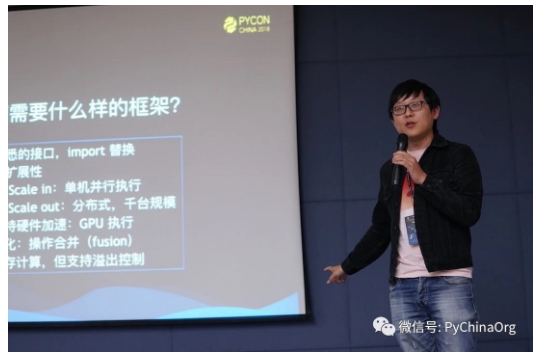 PYCON
CHINA 2018
需要什么样的框架?
悉的接口，import 替换
扩展性
Scale in：单机并行执行
Scale out：分布式，千台规模
持硬件加速：GPU 执行
化：操作合并（fusion）
存计算，但支持溢出控制
微信号: PyChinaOrg